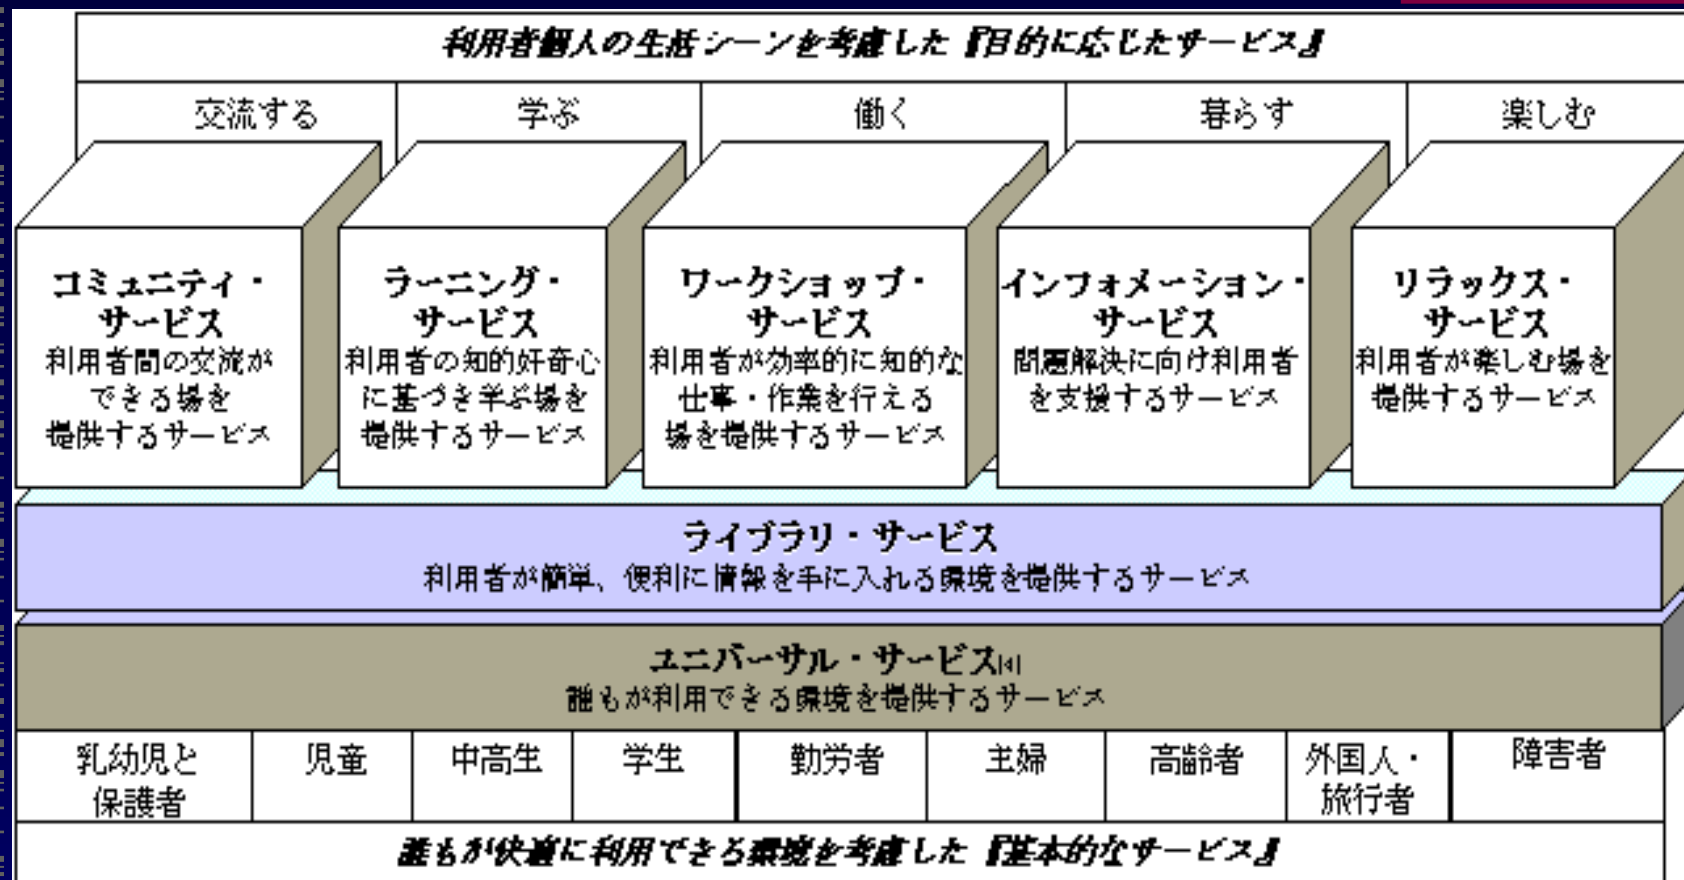 利用者個人の生活シーンを考慮した『目的に応じたサービス』
交流する
学ぶ
働く
暮らす
楽しむ
コミュニティ・
サービス
利用者間の交流が
できる場を
提供するサービス
ラーニング・
サービス
利用者の知的好奇心
に基づき学ぶ場を
提供するサービス
ワークショップ・
サービス
利用者が効率的に知的な
仕事・作業を行える
場を提供するサービス
インフォメーション・
サービス
問題解決に向け利用者
を支援するサービス
リラックス・
サービス
利用者が楽しむ場を
提供するサービス
ライブラリ・サービス
利用者が簡単、便利に情報を手に入れる環境を提供するサービス
ユニバーサル・サービス[4]
誰もが利用できる環境を提供するサービス
乳幼児と
保護者
児童
中高生
学生
勤労者
主婦
高齢者
外国人・
旅行者
障害者
誰もが快適に利用できる環境を考慮した『基本的なサービス』